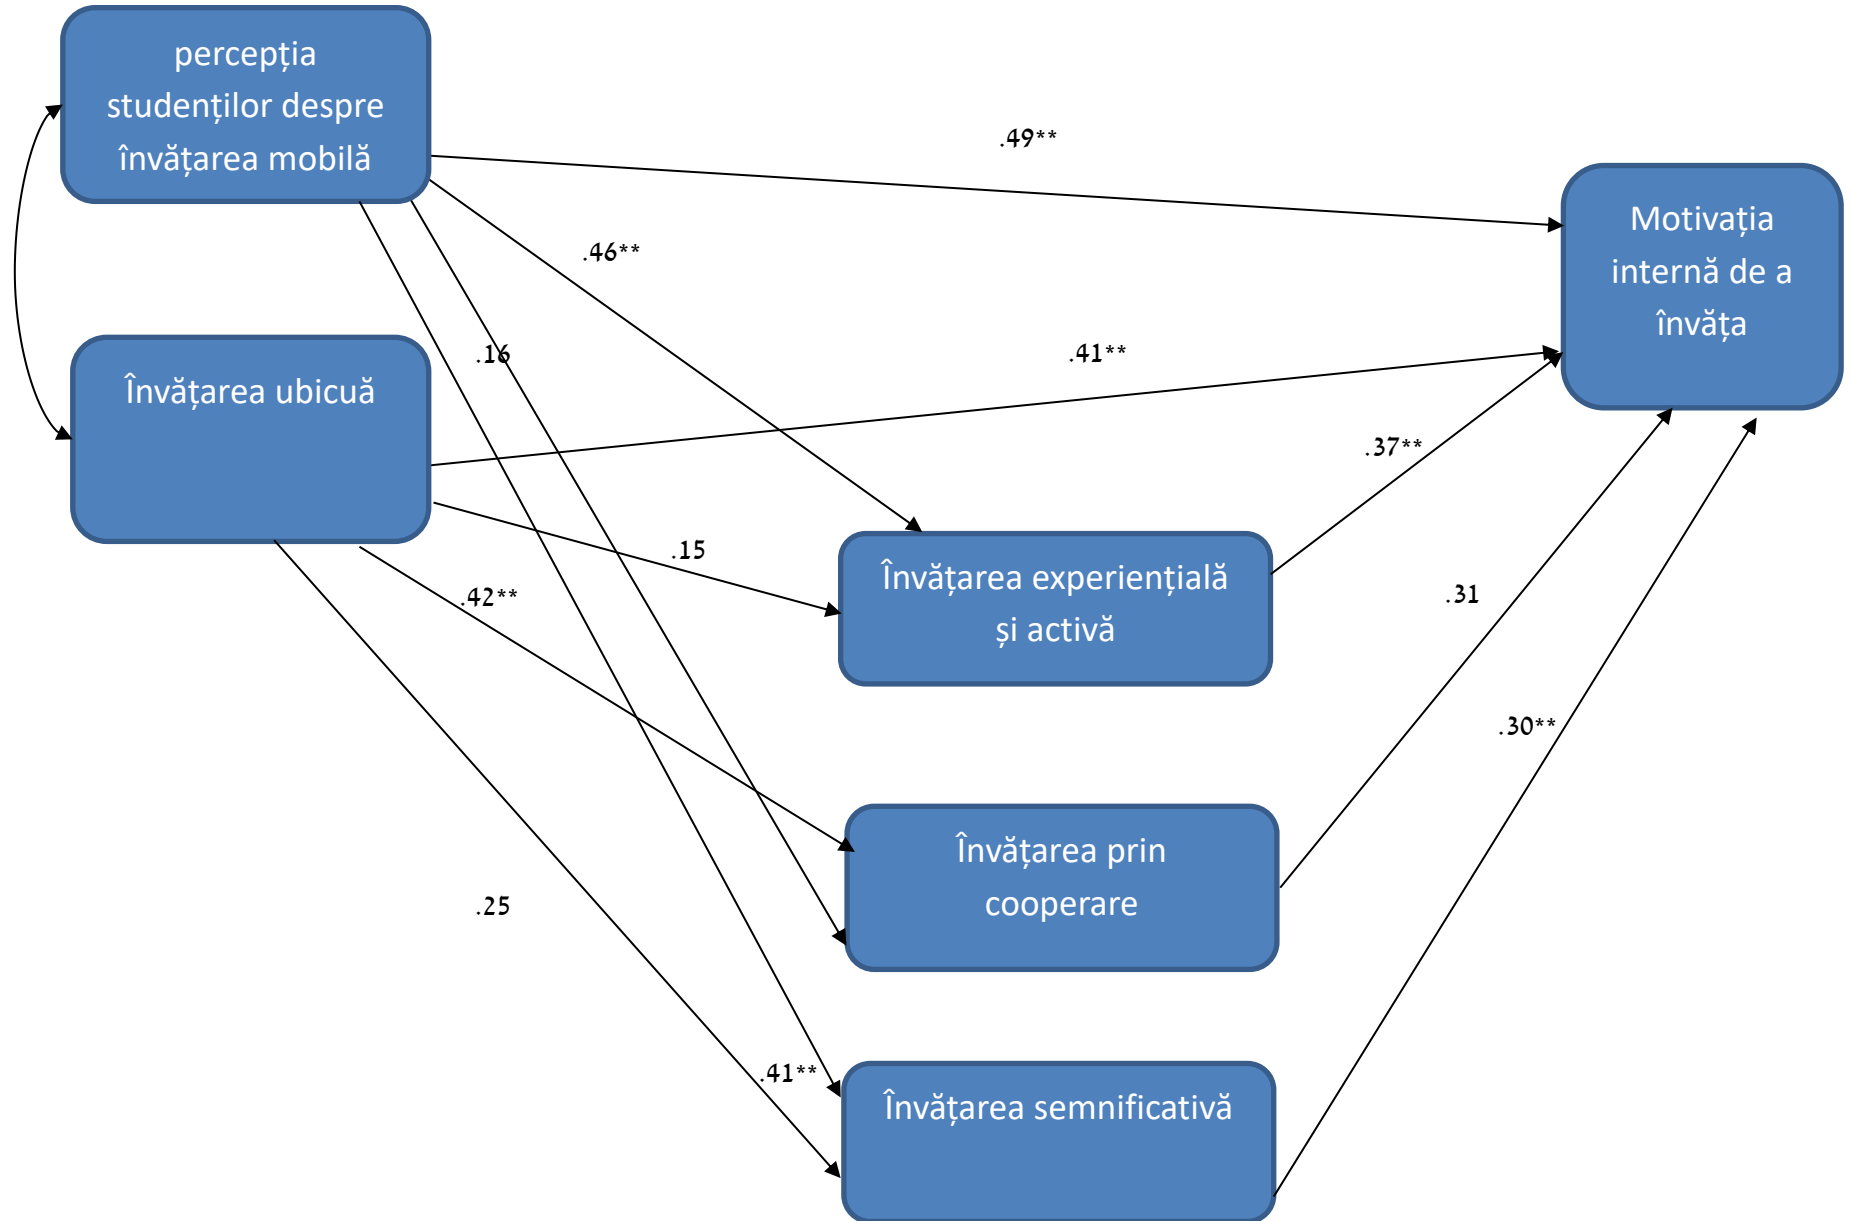 percepția
studenților despre
învățarea mobilă
.49**
Motivația
internă de a
învăța
.46**
.16
.41**
Învățarea ubicuă
.37**
.15
.42**
Învățarea experiențială
și activă
.31
.30**
Învățarea prin
cooperare
.25
.41**
Învățarea semnificativă